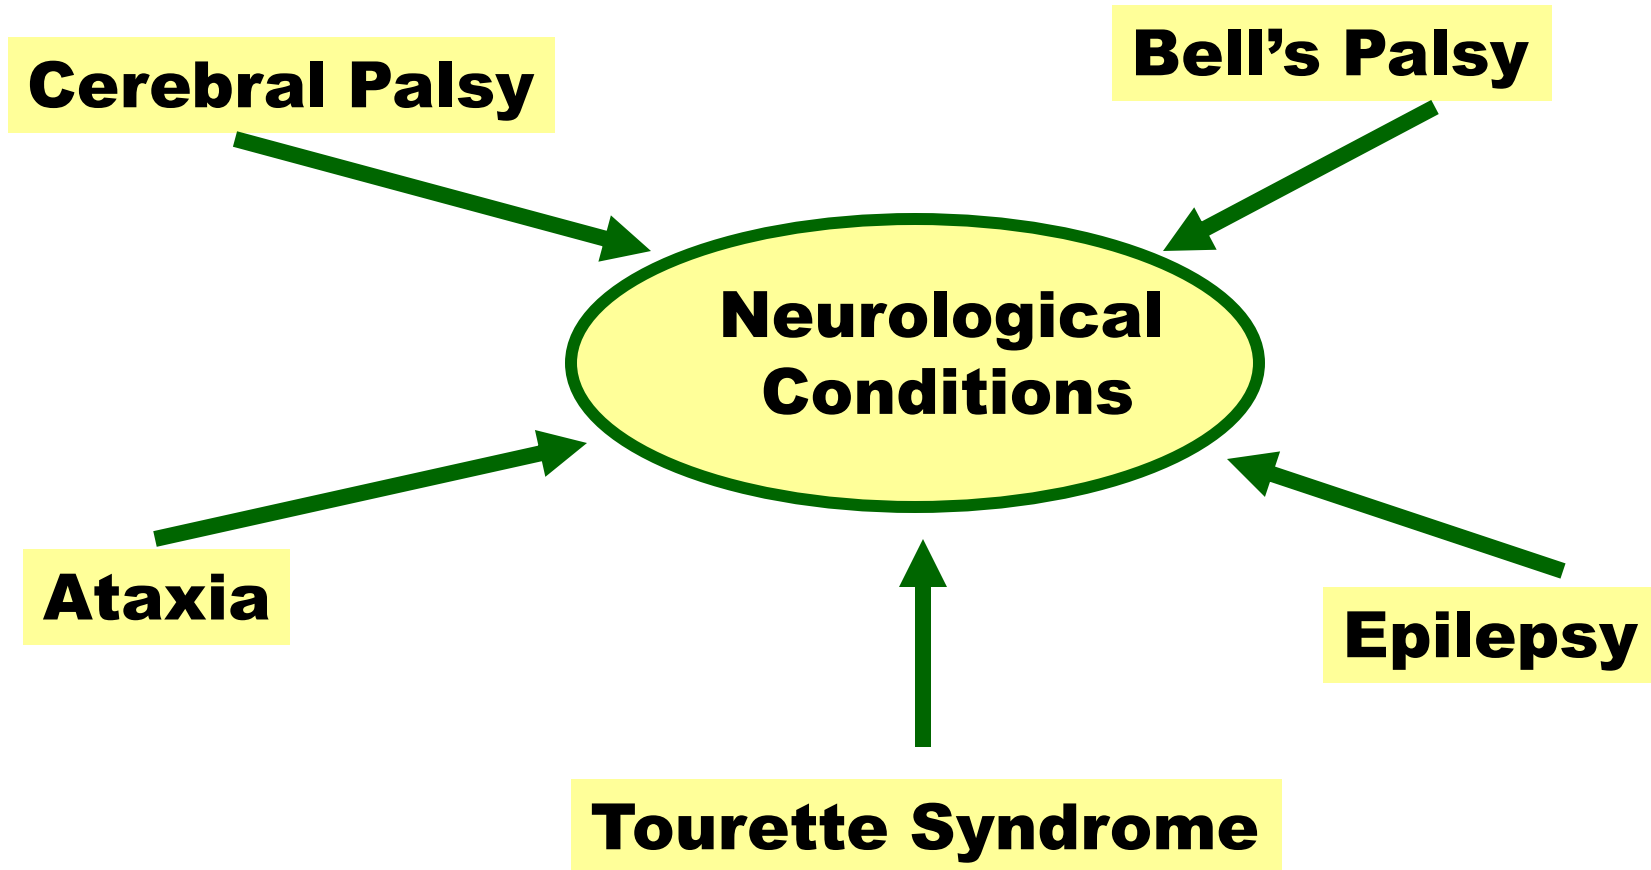 Cerebral Palsy
Bell’s Palsy
Neurological
Conditions
Ataxia
Epilepsy
Tourette Syndrome